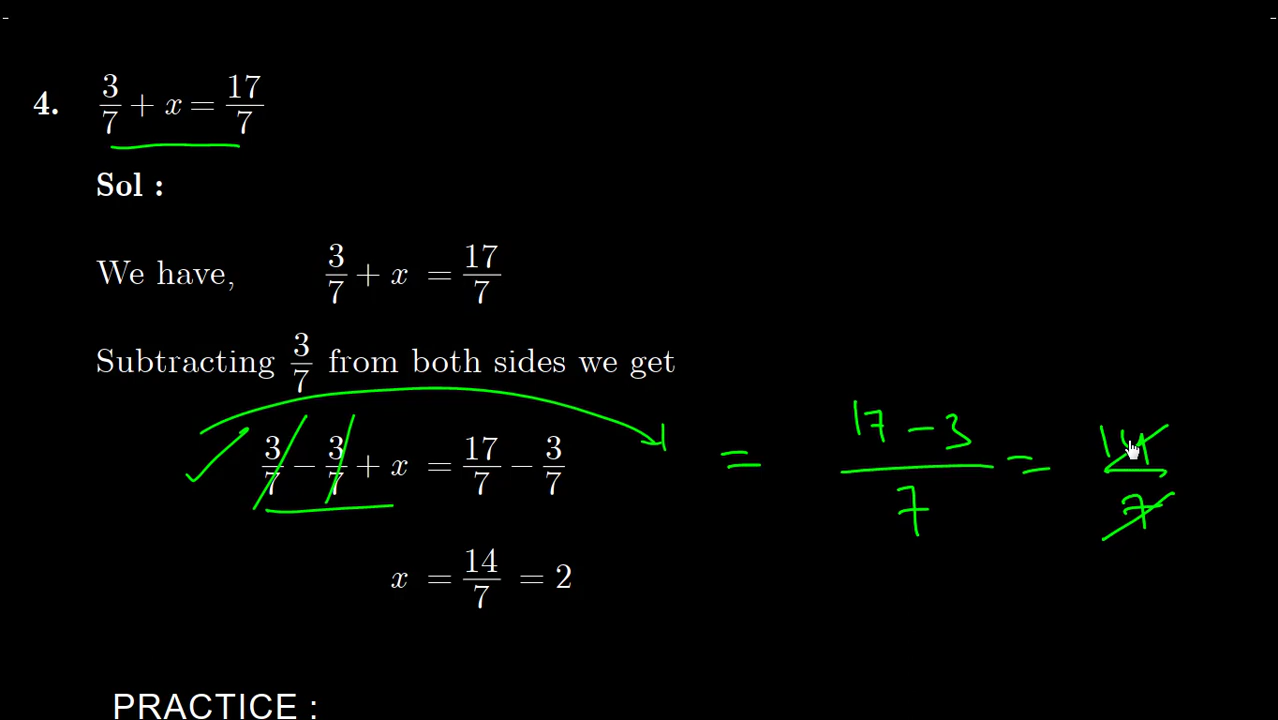 4. 3/7 + x = 17/7
Sol :
We have, 3/7 + x = 17/7
Subtracting 3/7 from both sides we get
3/7 − 3/7 + x = 17/7 − 3/7 = 17 − 3/7 = 14/7
x = 14/7 = 2
PRACTICE :